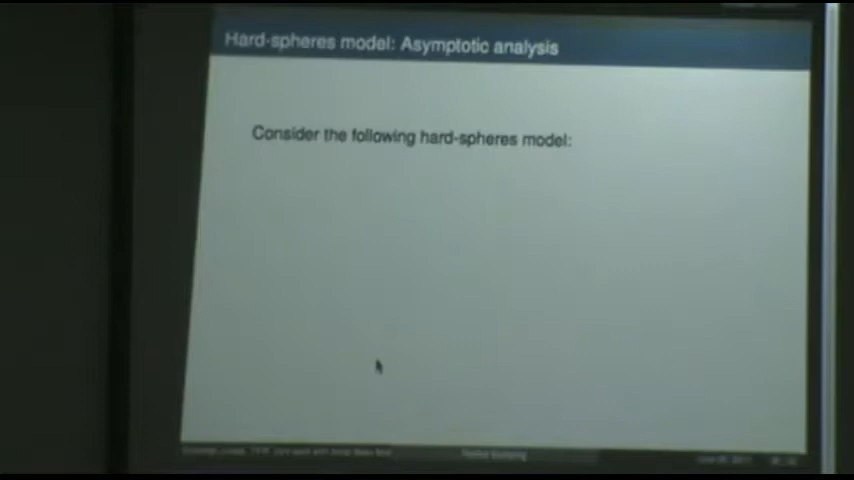 Hard-spheres model: Asymptotic analysis
Consider the following hard-spheres model: